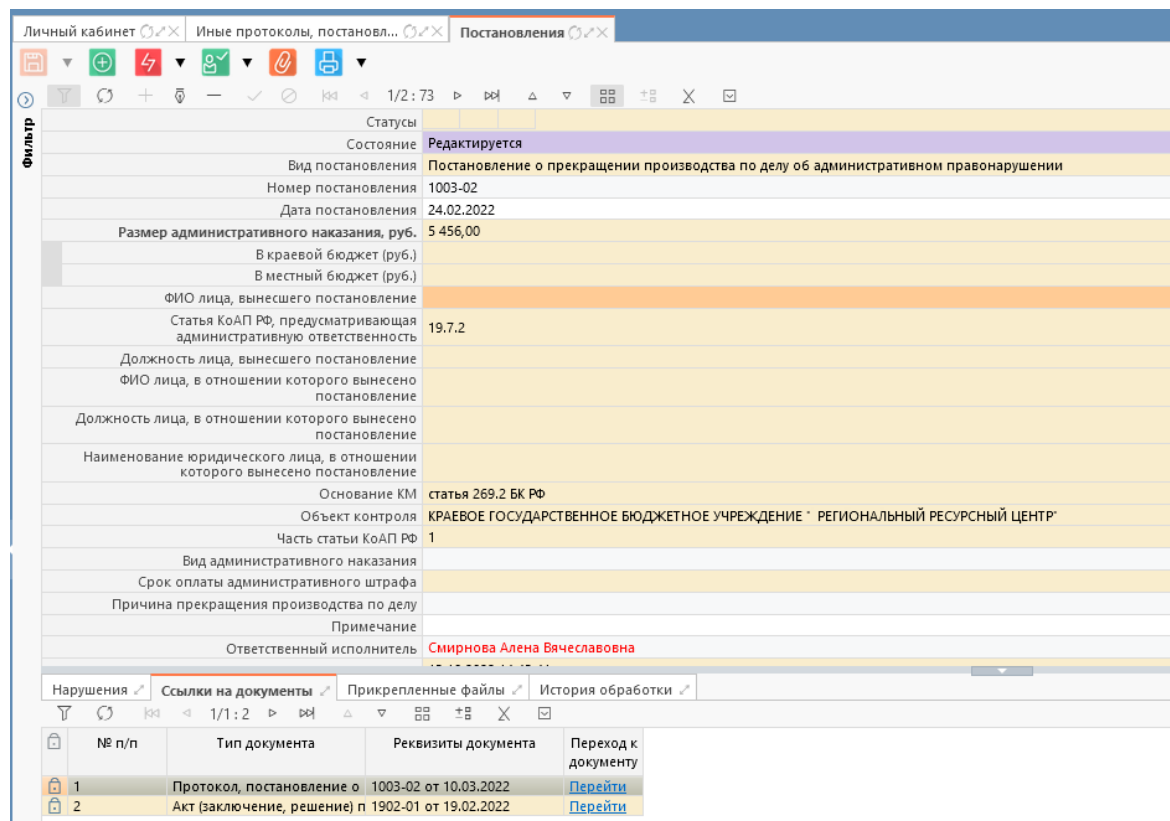 Личный кабинет
Иные протоколы, постановл...
Постановления
1/2 : 73
Фильтр
Статусы
Состояние Редактируется
Вид постановления Постановление о прекращении производства по делу об административном правонарушении
Номер постановления 1003-02
Дата постановления 24.02.2022
Размер административного наказания, руб. 5 456,00
В краевой бюджет (руб.)
В местный бюджет (руб.)
ФИО лица, вынесшего постановление
Статья КоАП РФ, предусматривающая
административную ответственность 19.7.2
Должность лица, вынесшего постановление
ФИО лица, в отношении которого вынесено
постановление
Должность лица, в отношении которого вынесено
постановление
Наименование юридического лица, в отношении
которого вынесено постановление
Основание КМ статья 269.2 БК РФ
Объект контроля КРАЕВОЕ ГОСУДАРСТВЕННОЕ БЮДЖЕТНОЕ УЧРЕЖДЕНИЕ " РЕГИОНАЛЬНЫЙ РЕСУРСНЫЙ ЦЕНТР"
Часть статьи КоАП РФ 1
Вид административного наказания
Срок оплаты административного штрафа
Причина прекращения производства по делу
Примечание
Ответственный исполнитель Смирнова Алена Вячеславовна
Нарушения
Ссылки на документы
Прикрепленные файлы
История обработки
1/1 : 2
№ п/п Тип документа Реквизиты документа Переход к
документу
1 Протокол, постановление о 1003-02 от 10.03.2022 Перейти
2 Акт (заключение, решение) п 1902-01 от 19.02.2022 Перейти